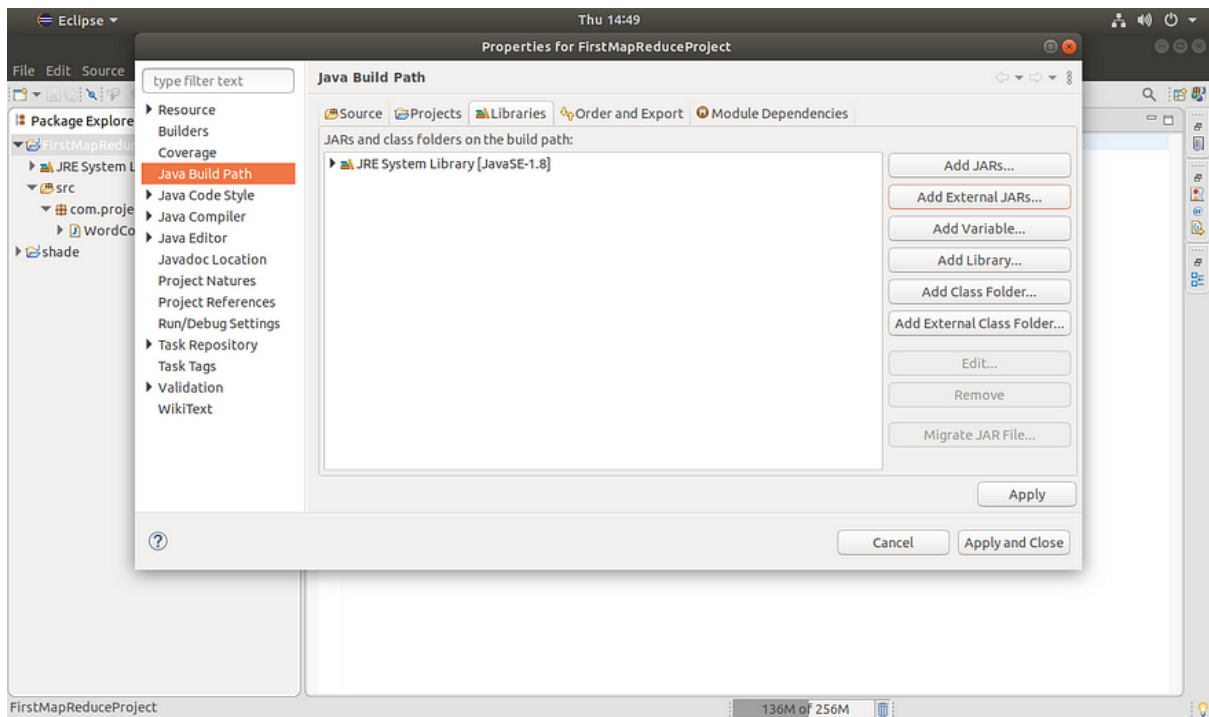 Eclipse
Thu 14:49
Properties for FirstMapReduceProject
File Edit Source
type filter text
Java Build Path
Package Explore
FirstMapReduc
JRE System L
src
com.proje
WordCo
shade
Resource
Builders
Coverage
Java Build Path
Java Code Style
Java Compiler
Java Editor
Javadoc Location
Project Natures
Project References
Run/Debug Settings
Task Repository
Task Tags
Validation
WikiText
Source Projects Libraries Order and Export Module Dependencies
JARs and class folders on the build path:
JRE System Library [JavaSE-1.8]
Add JARs...
Add External JARs...
Add Variable...
Add Library...
Add Class Folder...
Add External Class Folder...
Edit...
Remove
Migrate JAR File...
Apply
Cancel Apply and Close
FirstMapReduceProject
136M of 256M